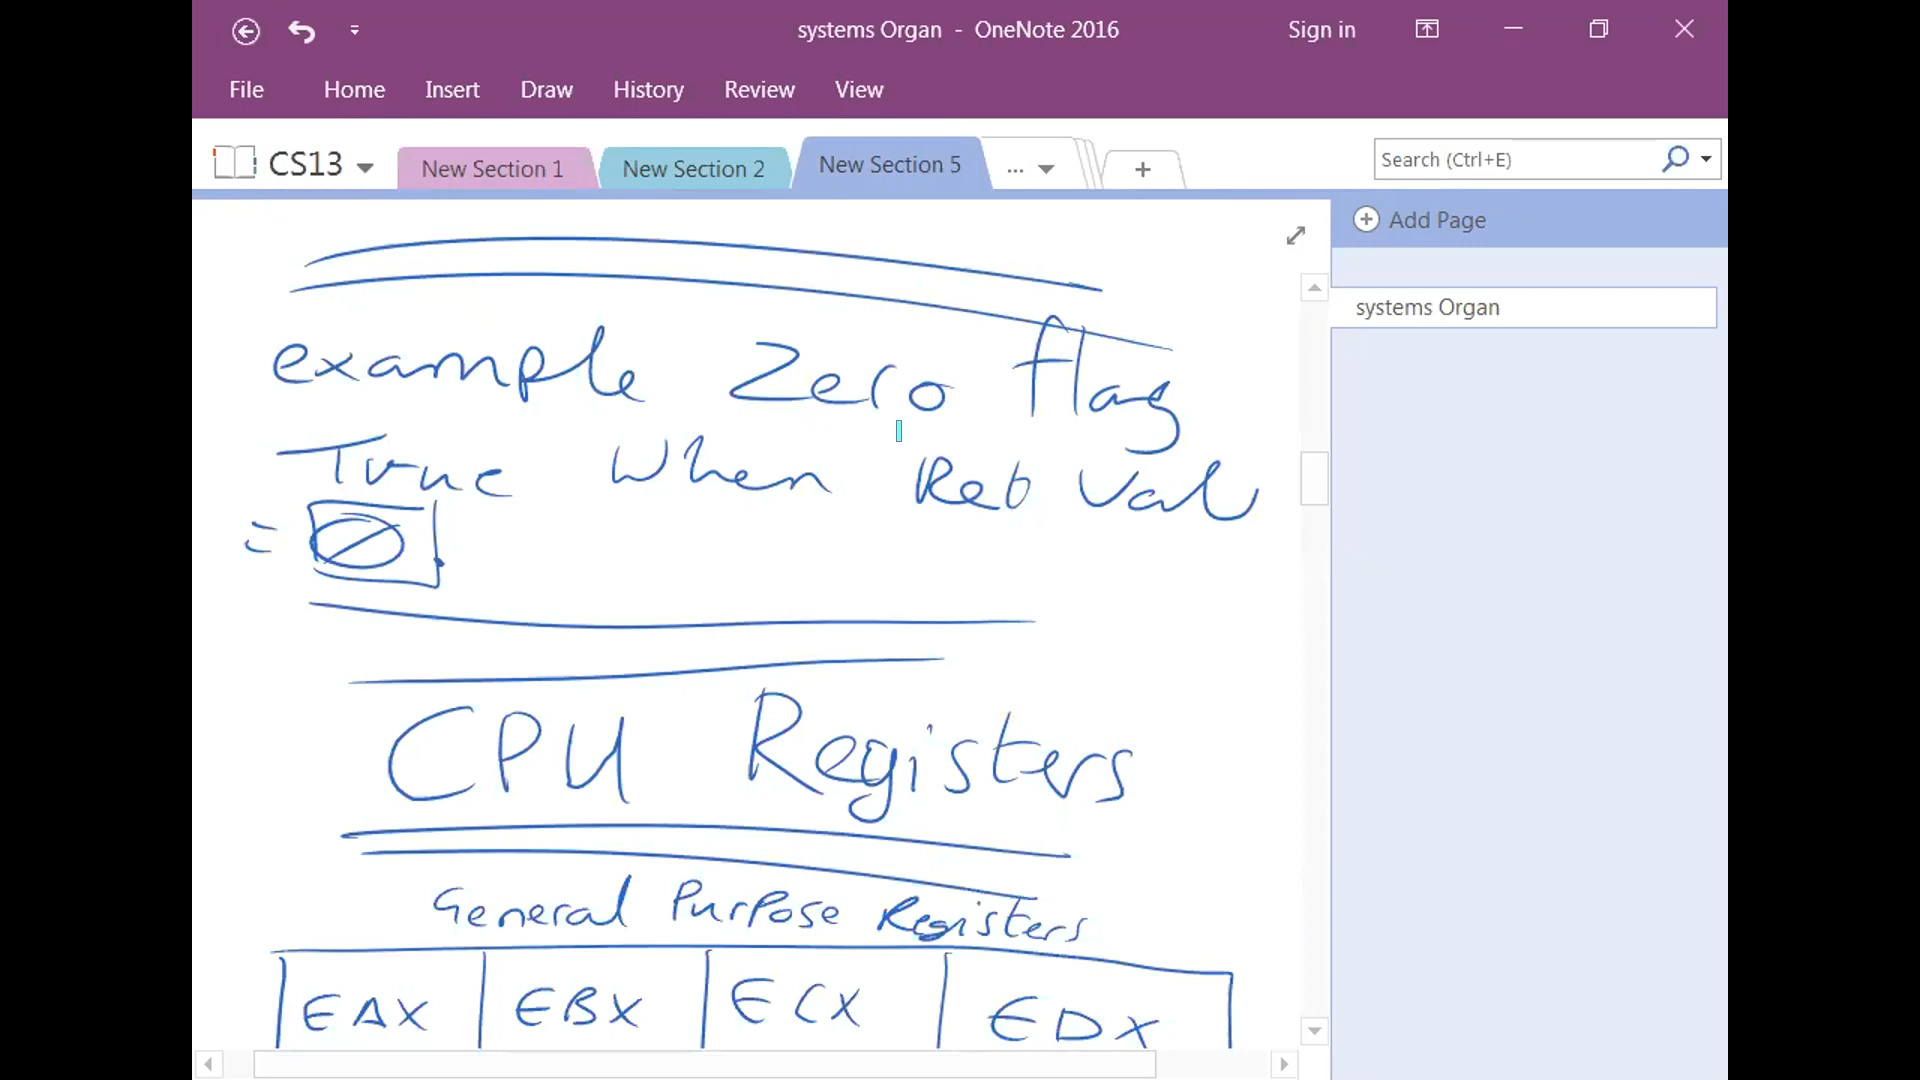 systems Organ - OneNote 2016
Sign in
File Home Insert Draw History Review View
CS13
New Section 1
New Section 2
New Section 5
...
Search (Ctrl+E)
Add Page
systems Organ
example Zero flag
True When Ret Val
= 0
CPU Registers
General Purpose Registers
EAX EBX ECX EDX